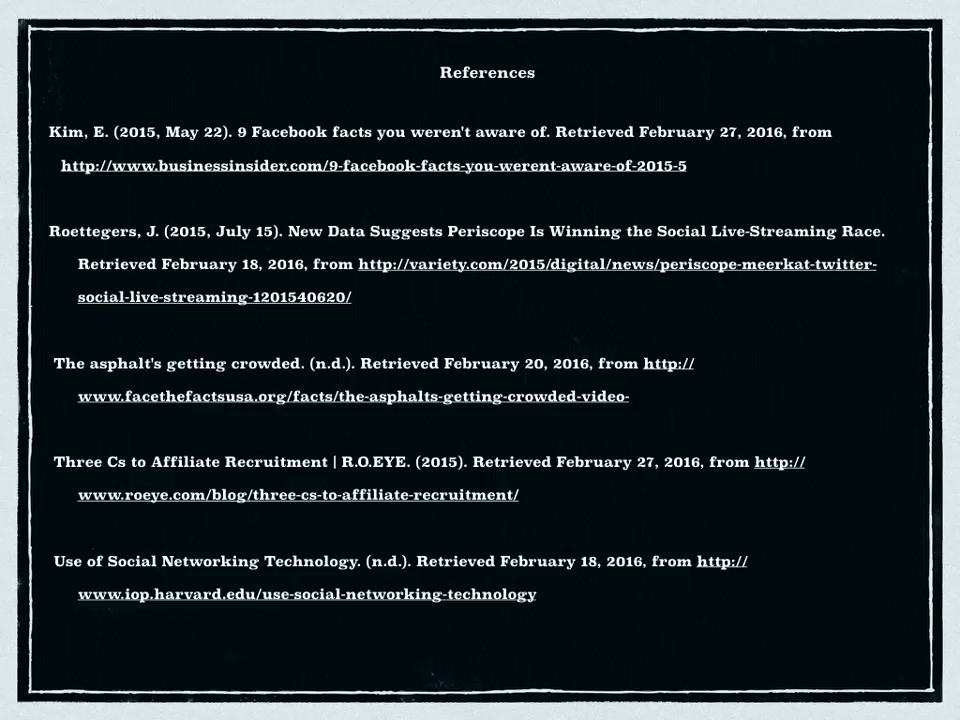 References
Kim, E. (2015, May 22). 9 Facebook facts you weren't aware of. Retrieved February 27, 2016, from
http://www.businessinsider.com/9-facebook-facts-you-werent-aware-of-2015-5
Roettegers, J. (2015, July 15). New Data Suggests Periscope Is Winning the Social Live-Streaming Race.
Retrieved February 18, 2016, from http://variety.com/2015/digital/news/periscope-meerkat-twitter-
social-live-streaming-1201540620/
The asphalt's getting crowded. (n.d.). Retrieved February 20, 2016, from http://
www.facethefactsusa.org/facts/the-asphalts-getting-crowded-video-
Three Cs to Affiliate Recruitment | R.O.EYE. (2015). Retrieved February 27, 2016, from http://
www.roeye.com/blog/three-cs-to-affiliate-recruitment/
Use of Social Networking Technology. (n.d.). Retrieved February 18, 2016, from http://
www.iop.harvard.edu/use-social-networking-technology